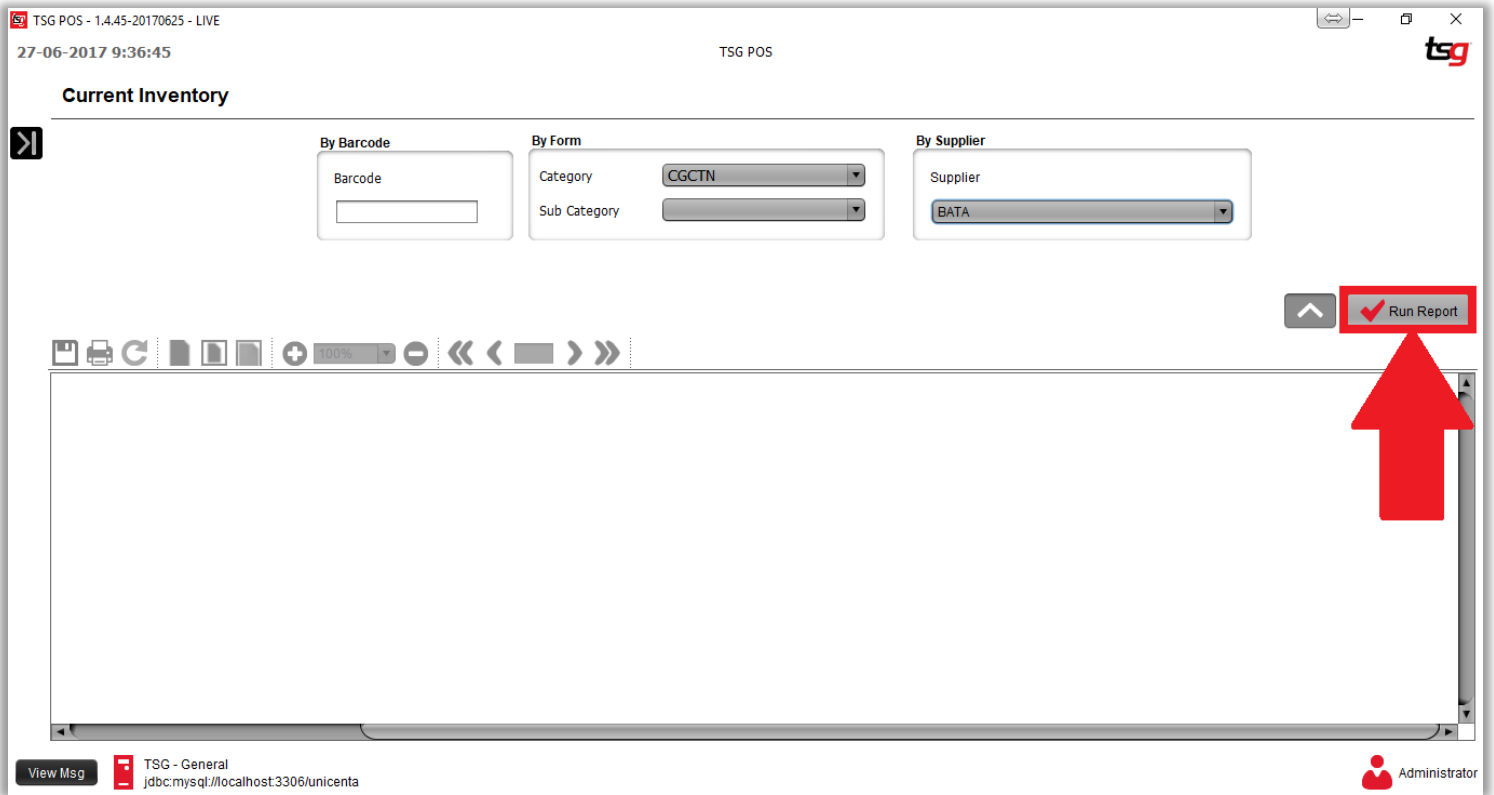 TSG POS - 1.4.45-20170625 - LIVE
27-06-2017 9:36:45
TSG POS
tsg
Current Inventory
By Barcode
By Form
By Supplier
Barcode
Category
CGCTN
Supplier
Sub Category
BATA
Run Report
100%
View Msg
TSG - General
jdbc:mysql://localhost:3306/unicenta
Administrator